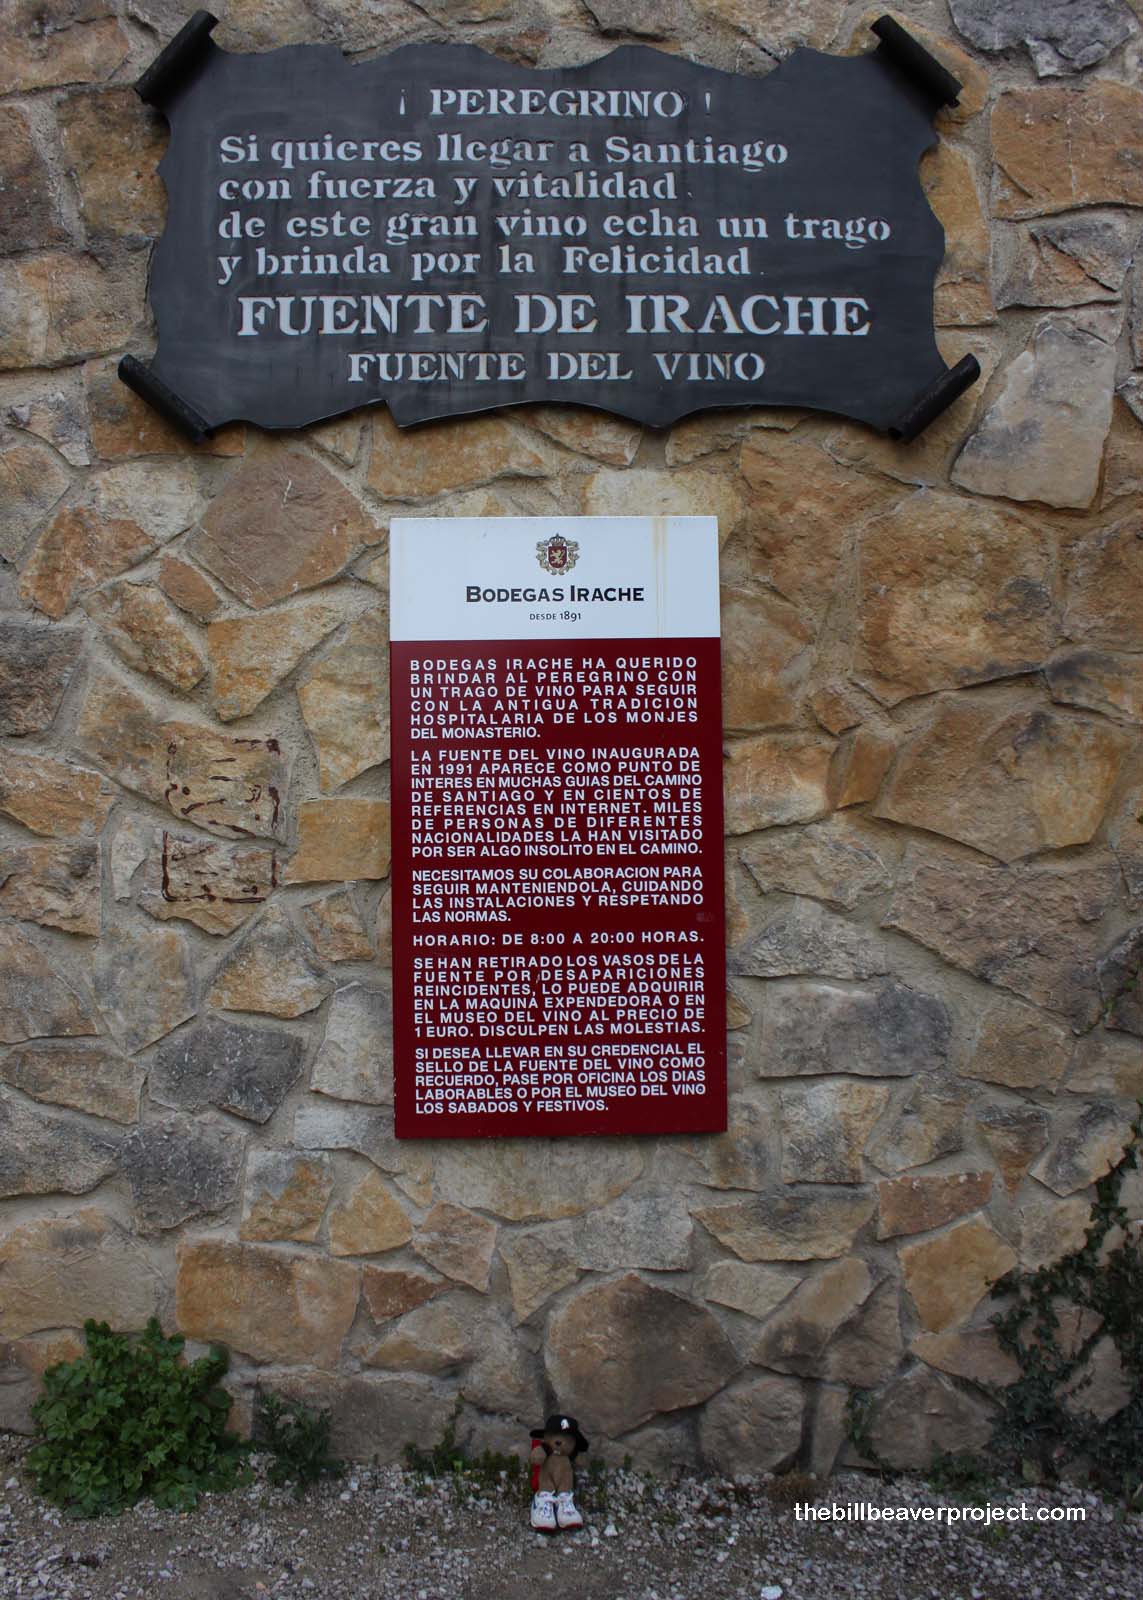 ¡ PEREGRINO !
Si quieres llegar a Santiago
con fuerza y vitalidad
de este gran vino echa un trago
y brinda por la Felicidad.
FUENTE DE IRACHE
FUENTE DEL VINO
BODEGAS IRACHE
DESDE 1891
BODEGAS IRACHE HA QUERIDO
BRINDAR AL PEREGRINO CON
UN TRAGO DE VINO PARA SEGUIR
CON LA ANTIGUA TRADICION
HOSPITALARIA DE LOS MONJES
DEL MONASTERIO.
LA FUENTE DEL VINO INAUGURADA
EN 1991 APARECE COMO PUNTO DE
INTERES EN MUCHAS GUIAS DEL CAMINO
DE SANTIAGO Y EN CIENTOS DE
REFERENCIAS EN INTERNET. MILES
DE PERSONAS DE DIFERENTES
NACIONALIDADES LA HAN VISITADO
POR SER ALGO INSOLITO EN EL CAMINO.
NECESITAMOS SU COLABORACION PARA
SEGUIR MANTENIENDOLA, CUIDANDO
LAS INSTALACIONES Y RESPETANDO
LAS NORMAS.
HORARIO: DE 8:00 A 20:00 HORAS.
SE HAN RETIRADO LOS VASOS DE LA
FUENTE POR DESAPARICIONES
REINCIDENTES, LO PUEDE ADQUIRIR
EN LA MAQUINA EXPENDEDORA O EN
EL MUSEO DEL VINO AL PRECIO DE
1 EURO. DISCULPEN LAS MOLESTIAS.
SI DESEA LLEVAR EN SU CREDENCIAL EL
SELLO DE LA FUENTE DEL VINO COMO
RECUERDO, PASE POR OFICINA LOS DIAS
LABORABLES O POR EL MUSEO DEL VINO
LOS SABADOS Y FESTIVOS.
thebillbeaverproject.com